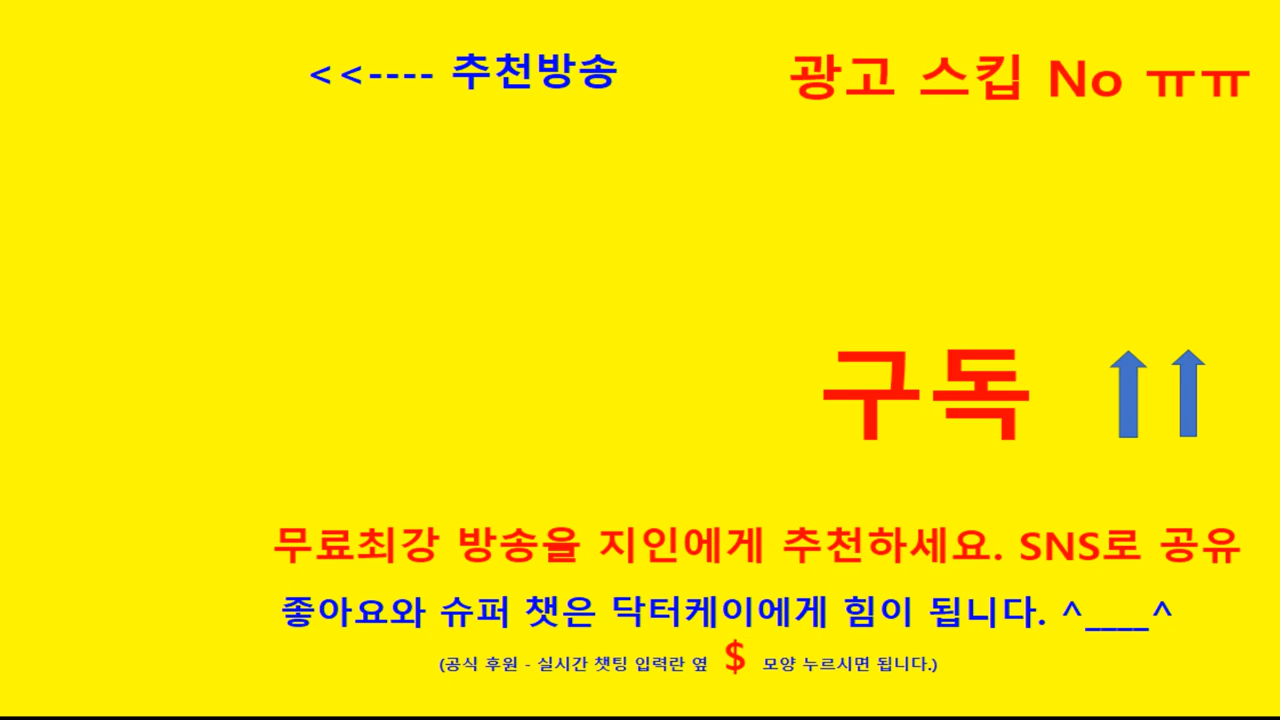 <<---- 추천방송
광고 스킵 No ㅠㅠ
구독
무료최강 방송을 지인에게 추천하세요. SNS로 공유
좋아요와 슈퍼 챗은 닥터케이에게 힘이 됩니다. ^____^
(공식 후원 - 실시간 챗팅 입력란 옆 $ 모양 누르시면 됩니다.)